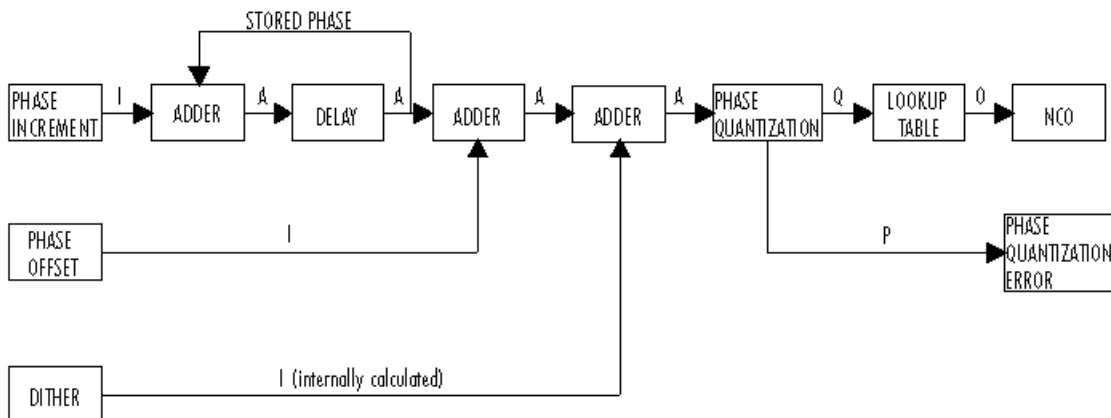 STORED PHASE
PHASE
INCREMENT
I
ADDER
A
DELAY
A
ADDER
A
ADDER
A
PHASE
QUANTIZATION
Q
LOOKUP
TABLE
O
NCO
PHASE
OFFSET
I
P
PHASE
QUANTIZATION
ERROR
DITHER
I (internally calculated)